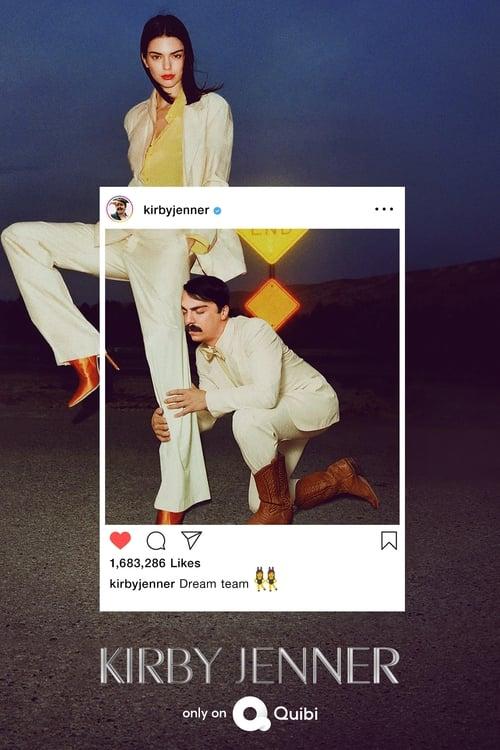 kirbyjenner
END
1,683,286 Likes
kirbyjenner Dream team 👯
KIRBY JENNER
only on Quibi